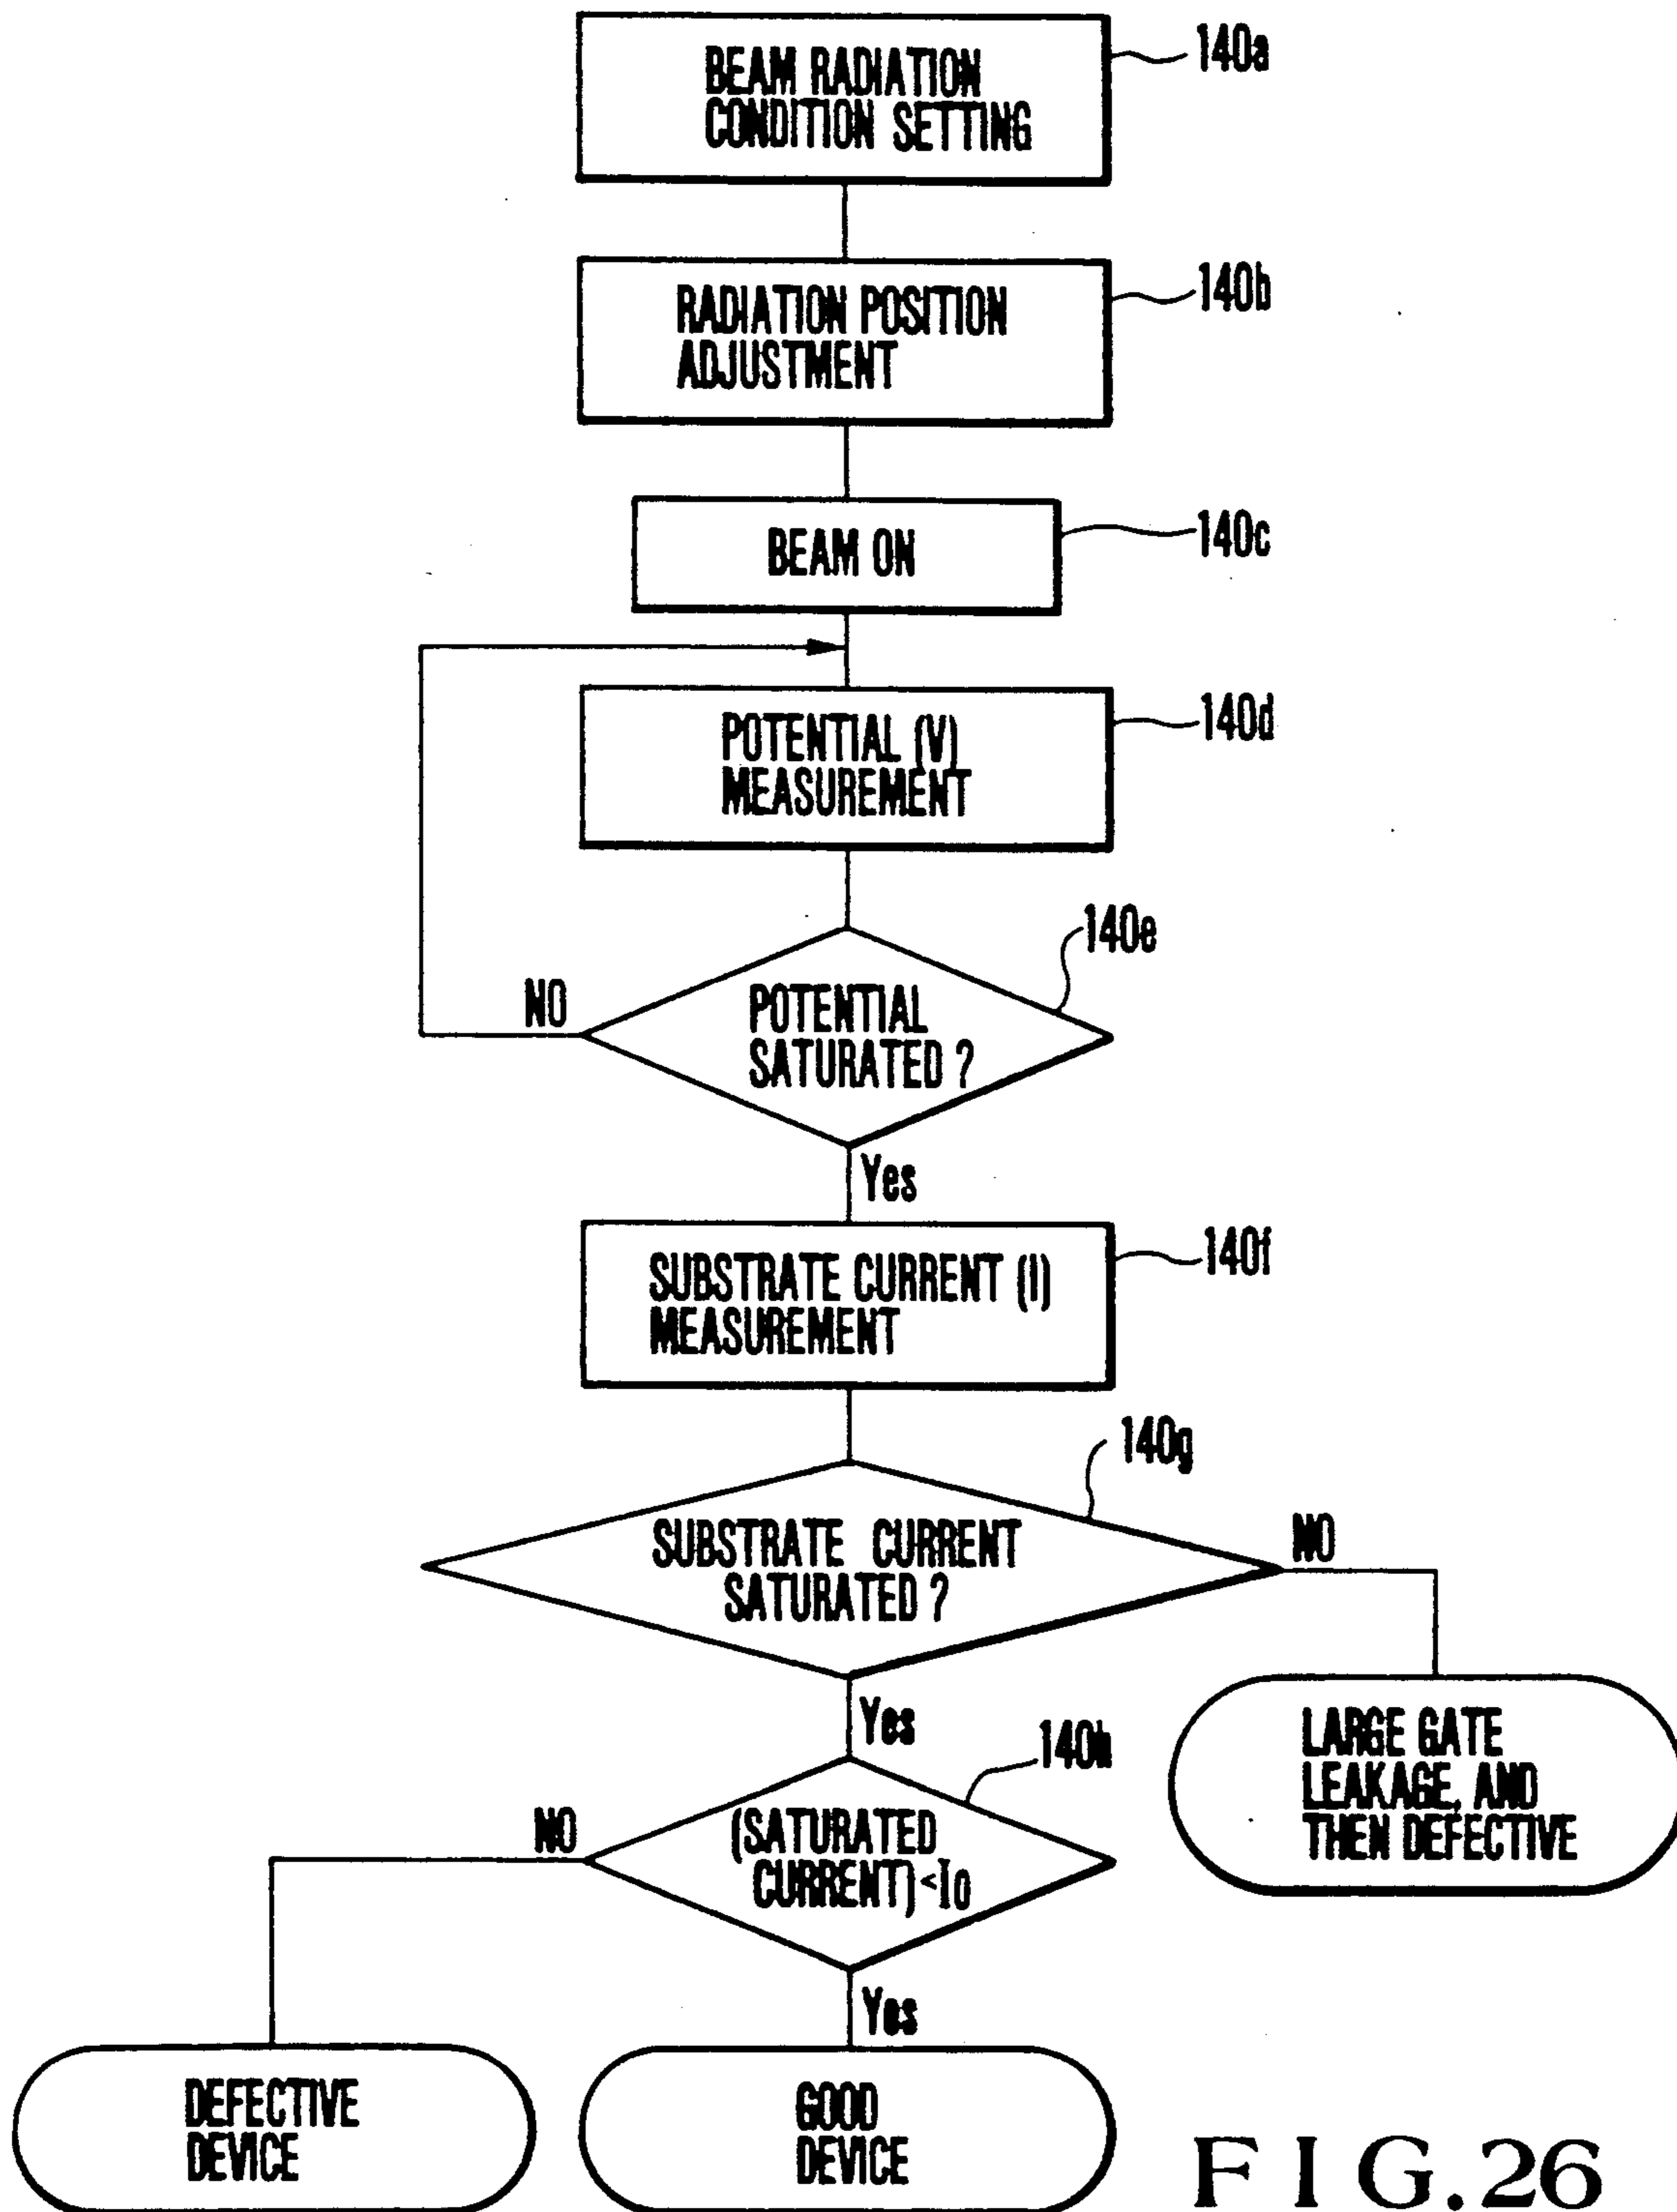 BEAM RADIATION
CONDITION SETTING
140a
RADIATION POSITION
ADJUSTMENT
140b
BEAM ON
140c
POTENTIAL (V)
MEASUREMENT
140d
140e
NO
POTENTIAL
SATURATED ?
Yes
SUBSTRATE CURRENT (I)
MEASUREMENT
140f
140g
SUBSTRATE CURRENT
SATURATED ?
NO
Yes
LARGE GATE
LEAKAGE, AND
THEN DEFECTIVE
140h
NO
(SATURATED
CURRENT) <I0
Yes
DEFECTIVE
DEVICE
GOOD
DEVICE
FIG.26